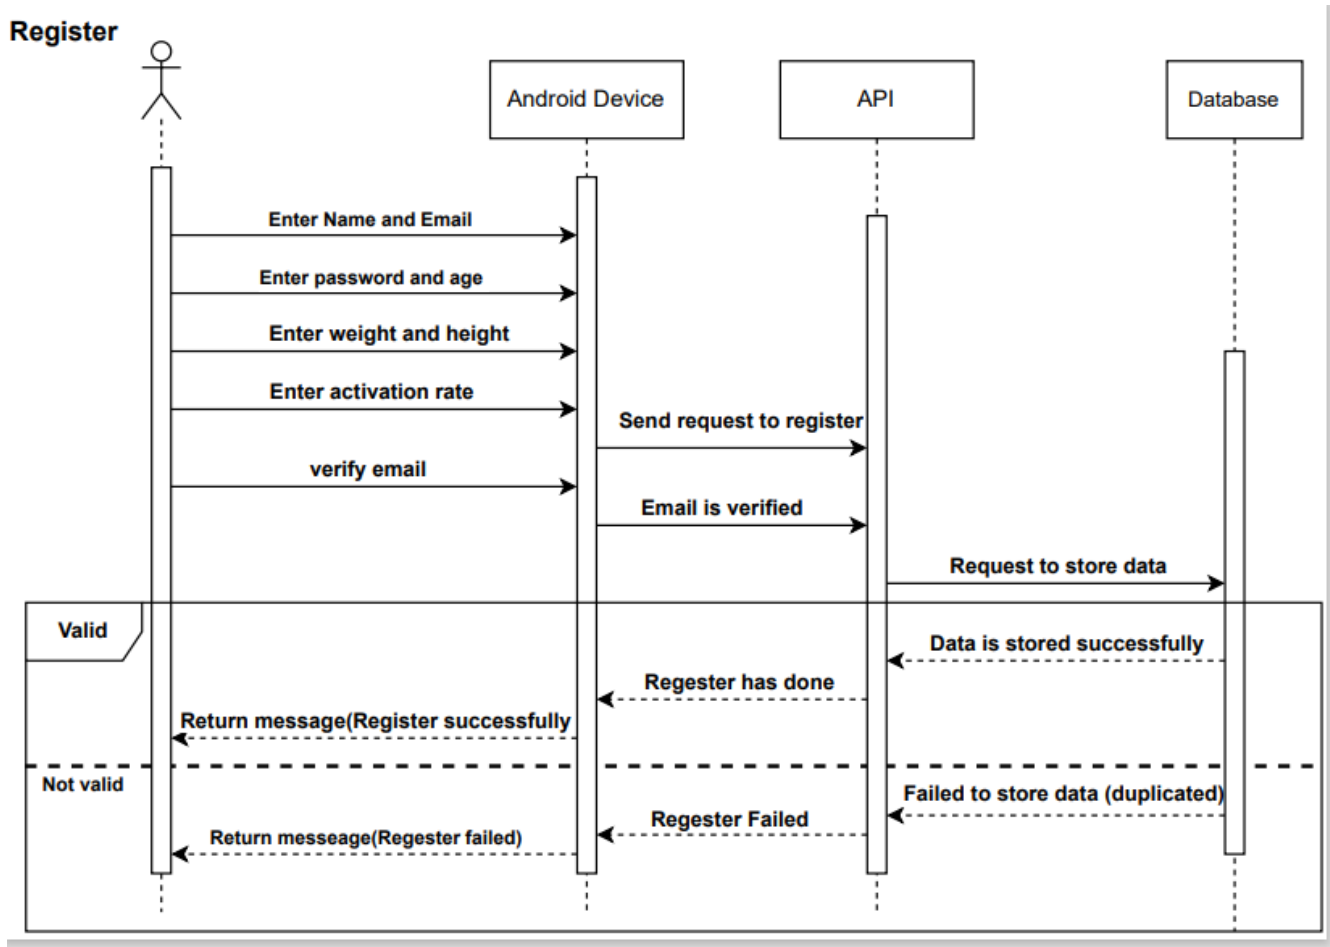 Register
Android Device
API
Database
Enter Name and Email
Enter password and age
Enter weight and height
Enter activation rate
Send request to register
verify email
Email is verified
Request to store data
Valid
Data is stored successfully
Regester has done
Return message(Register successfully
Not valid
Failed to store data (duplicated)
Regester Failed
Return messeage(Regester failed)